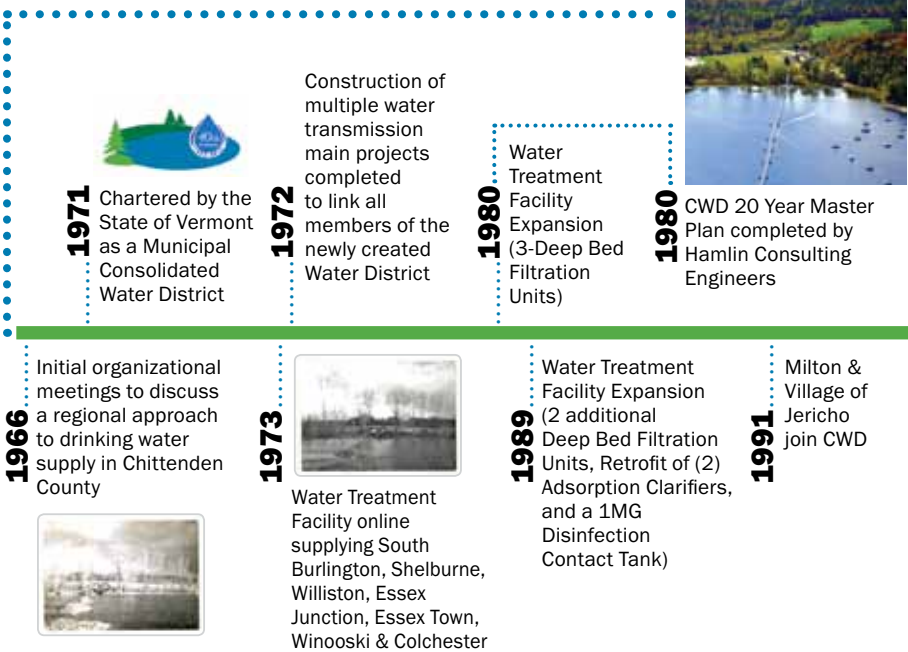 1971
Chartered by the
State of Vermont
as a Municipal
Consolidated
Water District
1972
Construction of
multiple water
transmission
main projects
completed
to link all
members of the
newly created
Water District
1980
Water
Treatment
Facility
Expansion
(3-Deep Bed
Filtration
Units)
1980
CWD 20 Year Master
Plan completed by
Hamlin Consulting
Engineers
1966
Initial organizational
meetings to discuss
a regional approach
to drinking water
supply in Chittenden
County
1973
Water Treatment
Facility online
supplying South
Burlington, Shelburne,
Williston, Essex
Junction, Essex Town,
Winooski & Colchester
1989
Water Treatment
Facility Expansion
(2 additional
Deep Bed Filtration
Units, Retrofit of (2)
Adsorption Clarifiers,
and a 1MG
Disinfection
Contact Tank)
1991
Milton &
Village of
Jericho
join CWD